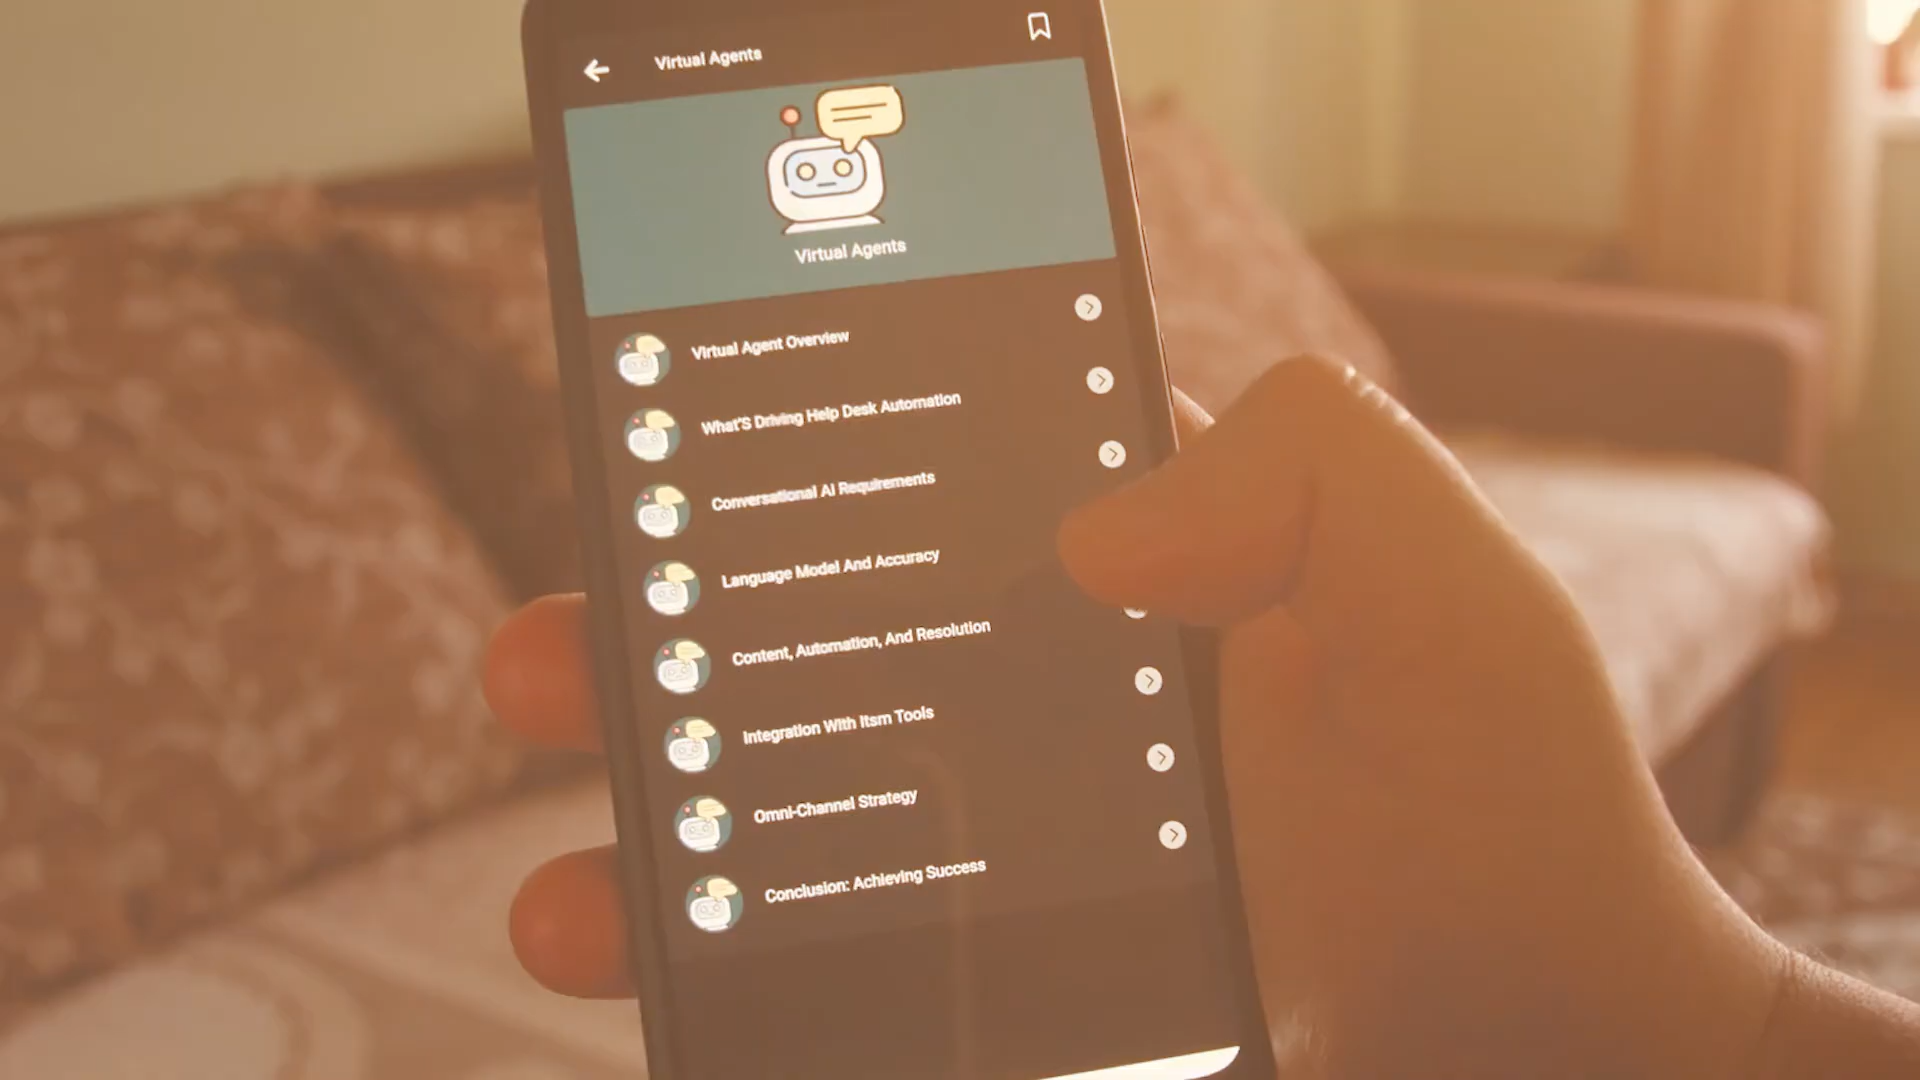 Virtual Agents
Virtual Agents
Virtual Agent Overview
What'S Driving Help Desk Automation
Conversational Ai Requirements
Language Model And Accuracy
Content, Automation, And Resolution
Integration With Itsm Tools
Omni-Channel Strategy
Conclusion: Achieving Success